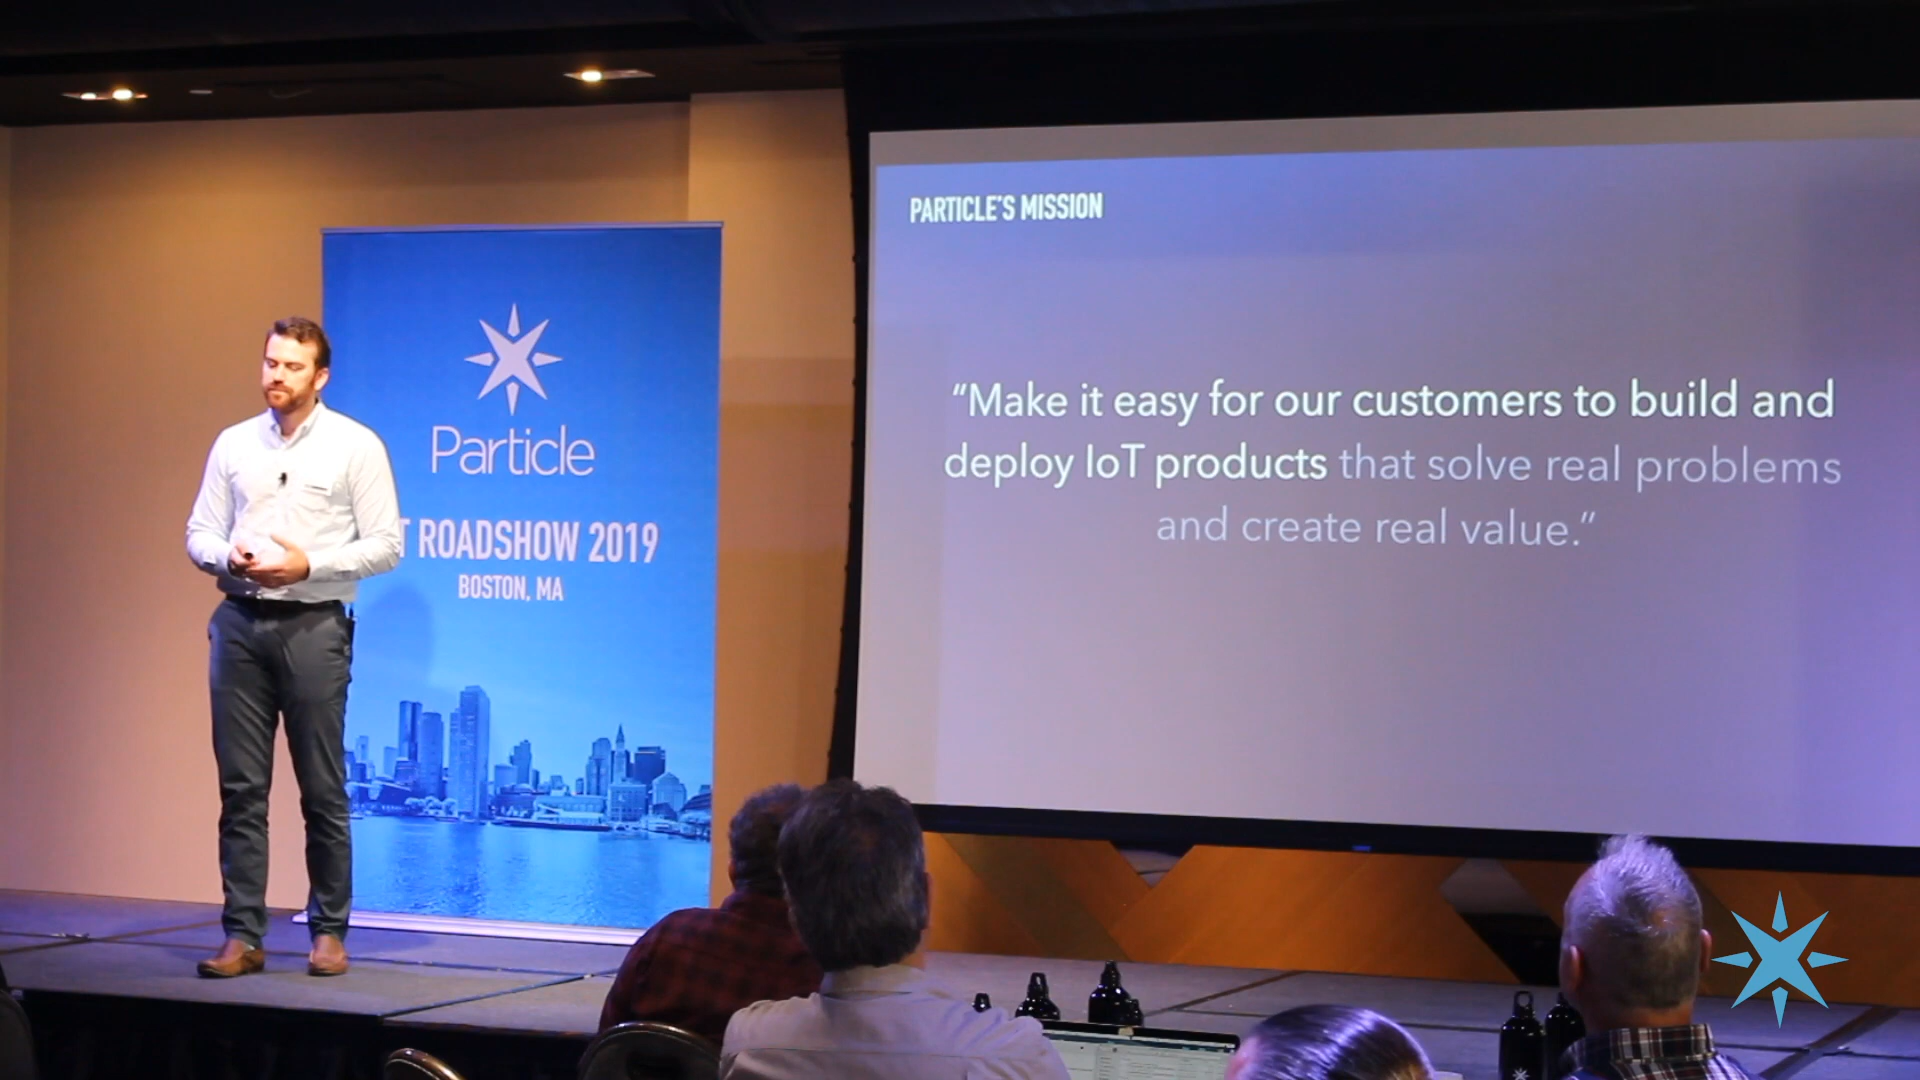 Particle
T ROADSHOW 2019
BOSTON, MA
PARTICLE'S MISSION
“Make it easy for our customers to build and
deploy IoT products that solve real problems
and create real value.”